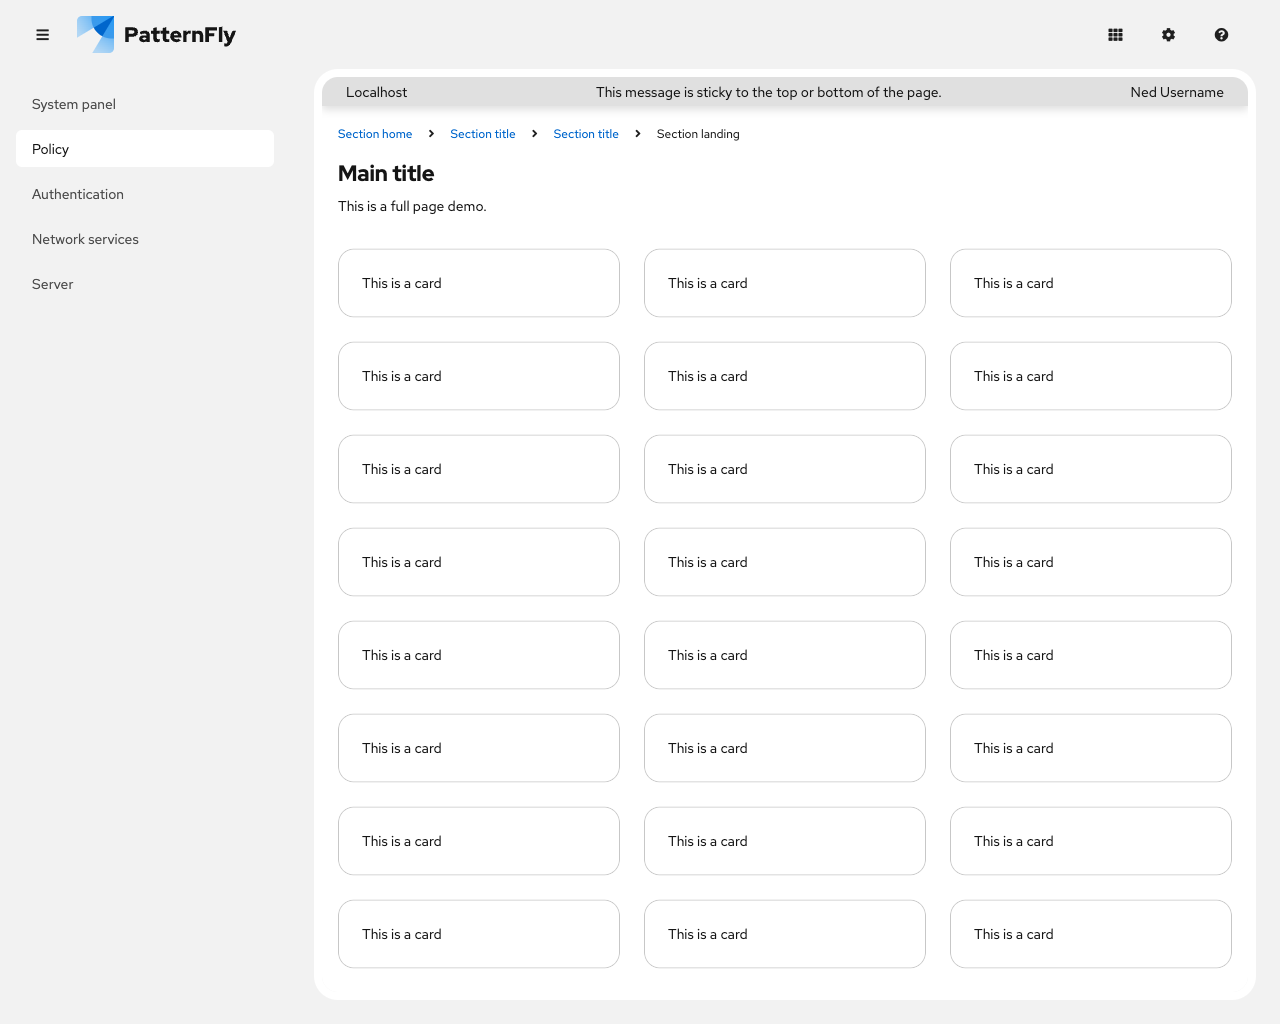 PatternFly
System panel
Policy
Authentication
Network services
Server
Localhost This message is sticky to the top or bottom of the page. Ned Username
Section home Section title Section title Section landing
Main title
This is a full page demo.
This is a card This is a card This is a card
This is a card This is a card This is a card
This is a card This is a card This is a card
This is a card This is a card This is a card
This is a card This is a card This is a card
This is a card This is a card This is a card
This is a card This is a card This is a card
This is a card This is a card This is a card